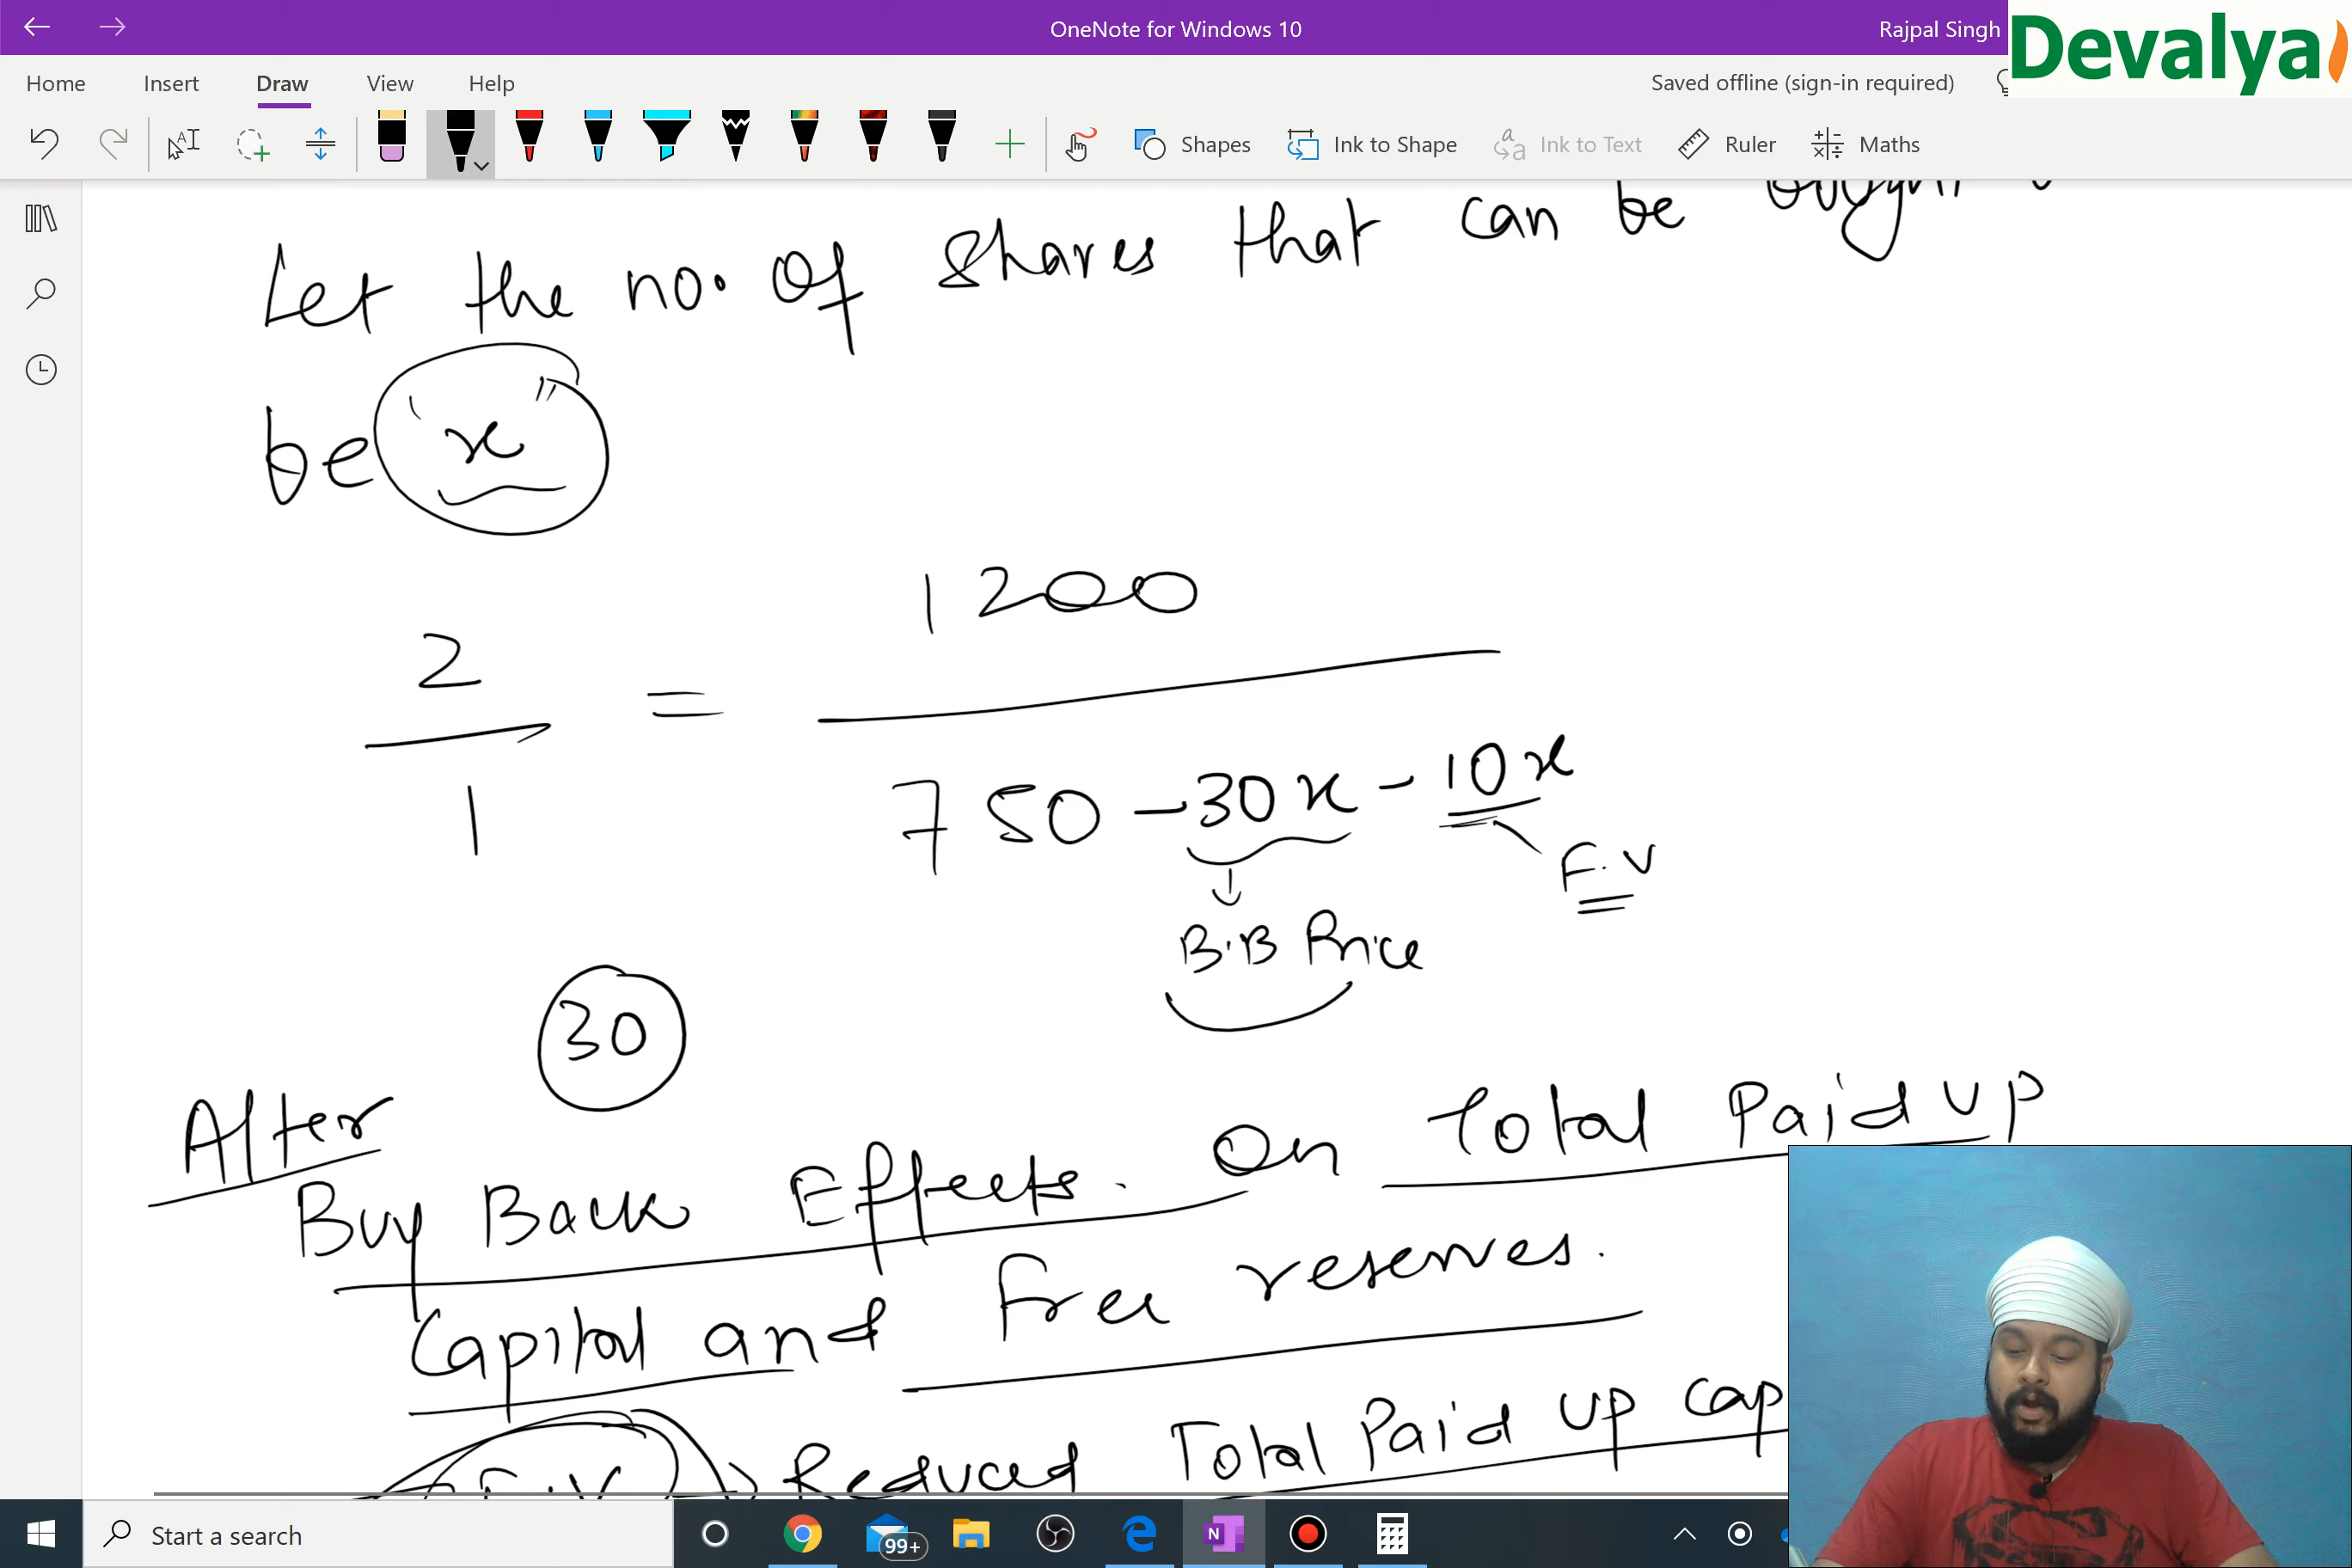 OneNote for Windows 10
Rajpal Singh
Devalya
Home Insert Draw View Help
Saved offline (sign-in required)
Shapes Ink to Shape Ink to Text Ruler Maths
Let the no. of shares that can be
be "x"
2/1 = 1200/(750 - 30x - 10x)
F.V
B.B Price
30
After
Buy Back Effects. On Total Paid up
Capital and Free reserves.
F.V Reduced Total Paid up cap
Start a search
99+
N